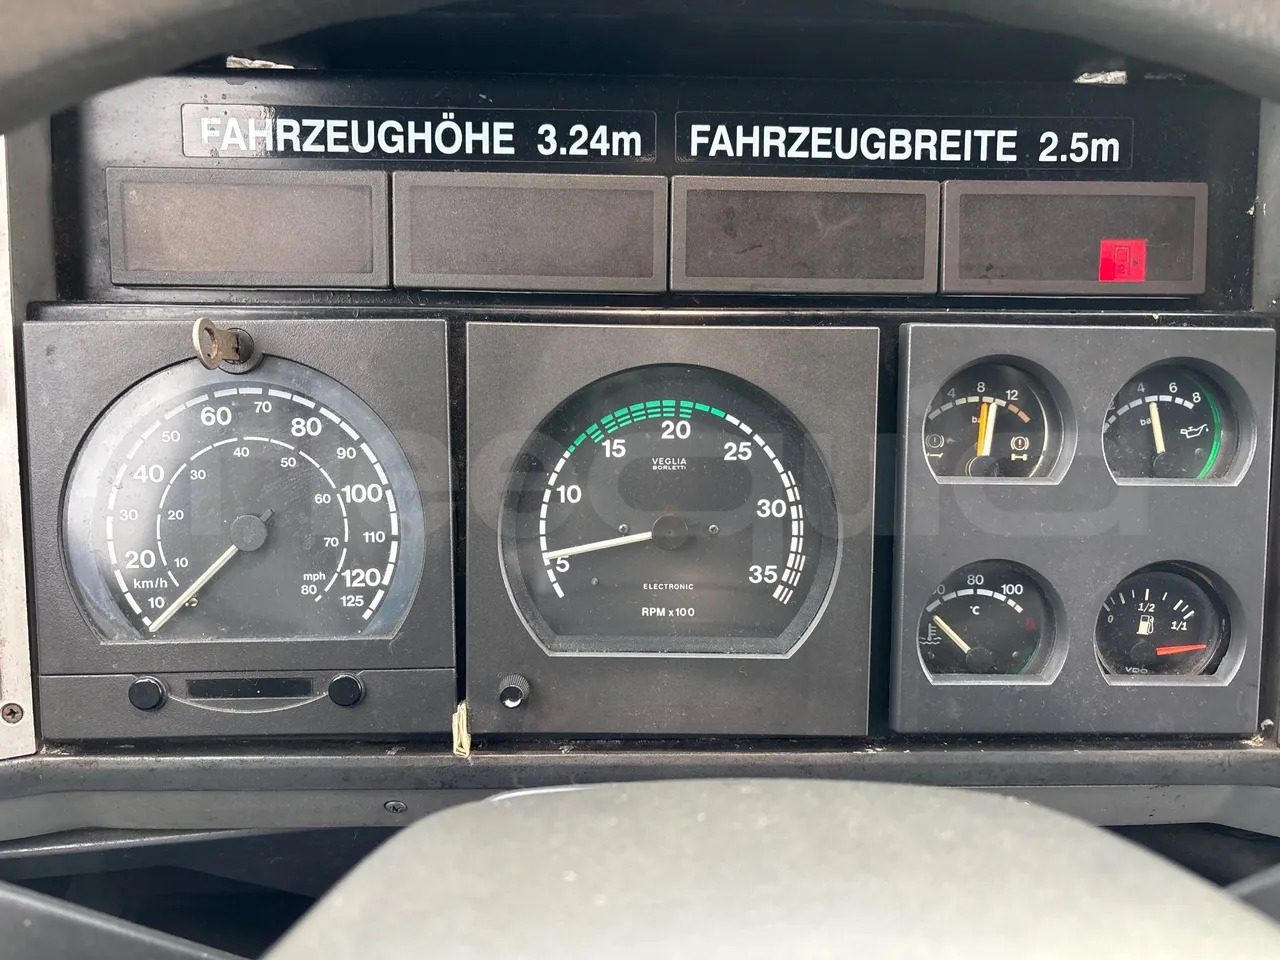 FAHRZEUGHÖHE 3.24m
FAHRZEUGBREITE 2.5m
10 20 30 40 50 60 70 80 90 100 110 120 125
km/h
10 20 30 40 50 60 70 80
mph
5 10 15 20 25 30 35
VEGLIA
BORLETTI
ELECTRONIC
RPM x 100
4 8 12
4 6 8
bar
80 100
°C
0 1/2 1/1
VDO